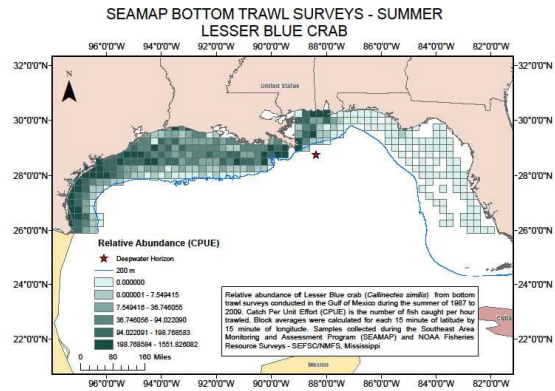 SEAMAP BOTTOM TRAWL SURVEYS - SUMMER
LESSER BLUE CRAB
96°0'0"W 94°0'0"W 92°0'0"W 90°0'0"W 88°0'0"W 86°0'0"W 84°0'0"W 82°0'0"W
32°0'0"N 32°0'0"N
N
United States
30°0'0"N 30°0'0"N
28°0'0"N 28°0'0"N
26°0'0"N 26°0'0"N
24°0'0"N 24°0'0"N
22°0'0"N 22°0'0"N
Relative Abundance (CPUE)
Deepwater Horizon
200 m
0.000000
0.000001 - 7.549415
7.549416 - 36.746055
36.746056 - 94.022090
94.022091 - 198.768583
198.768584 - 1551.826082
0 80 160 Miles
Relative abundance of Lesser Blue crab (Callinectes similis) from bottom
trawl surveys conducted in the Gulf of Mexico during the summer of 1987 to
2009. Catch Per Unit Effort (CPUE) is the number of fish caught per hour
trawled. Block averages were calculated for each 15 minute of latitude by
15 minute of longitude. Samples collected during the Southeast Area
Monitoring and Assessment Program (SEAMAP) and NOAA Fisheries
Resource Surveys - SEFSC/NMFS, Mississippi
Cuba
Mexico
96°0'0"W 94°0'0"W 92°0'0"W 90°0'0"W 88°0'0"W 86°0'0"W 84°0'0"W 82°0'0"W